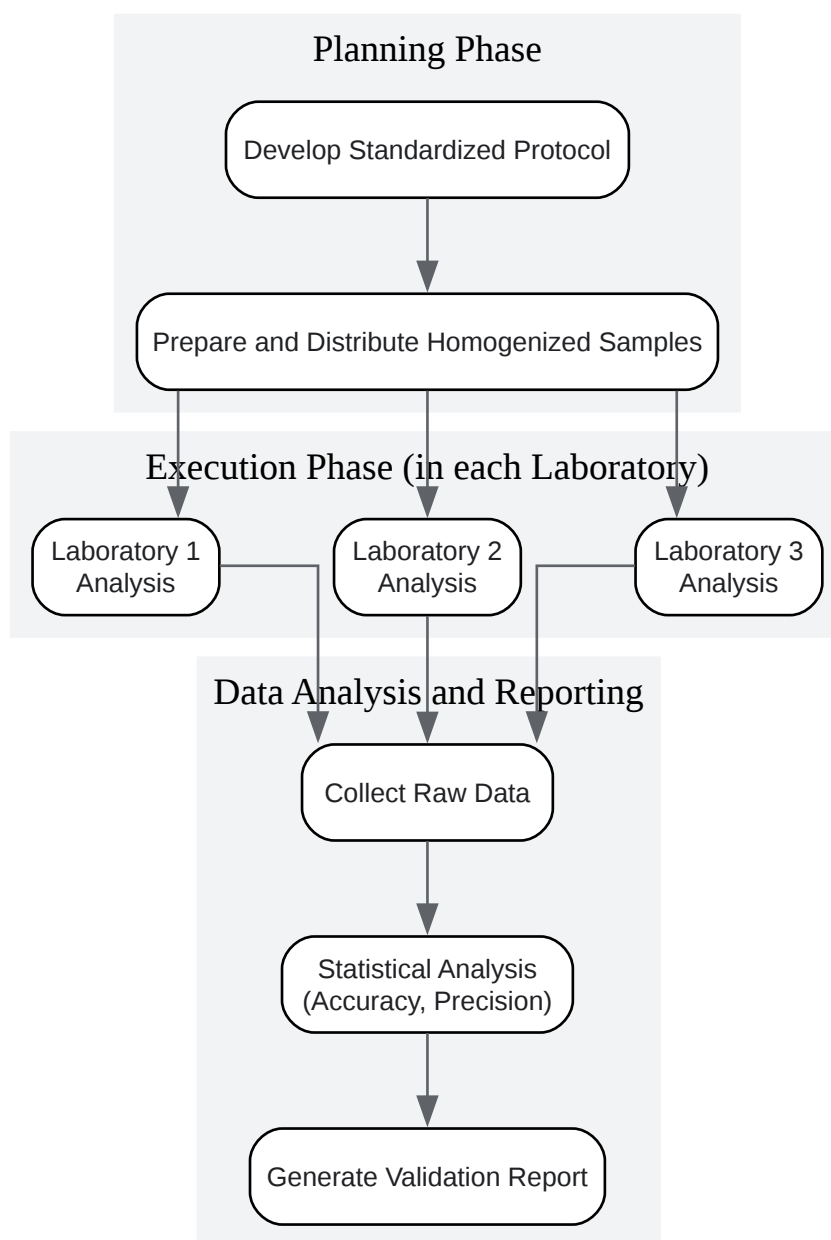 Planning Phase
Develop Standardized Protocol
Prepare and Distribute Homogenized Samples
Execution Phase (in each Laboratory)
Laboratory 1
Analysis
Laboratory 2
Analysis
Laboratory 3
Analysis
Data Analysis and Reporting
Collect Raw Data
Statistical Analysis
(Accuracy, Precision)
Generate Validation Report